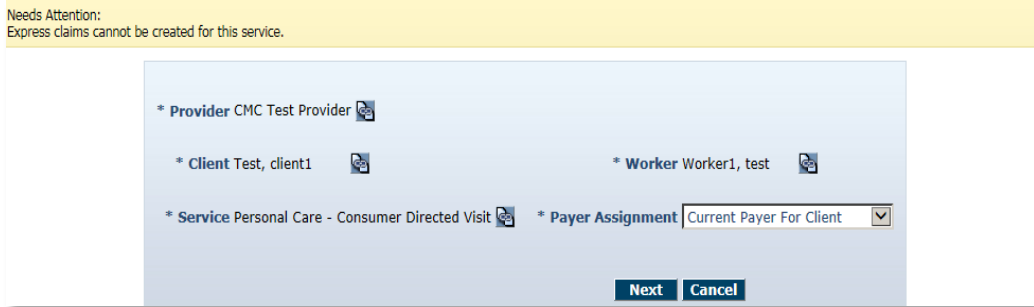 Needs Attention:
Express claims cannot be created for this service.
* Provider CMC Test Provider
* Client Test, client1 * Worker Worker1, test
* Service Personal Care - Consumer Directed Visit * Payer Assignment Current Payer For Client
Next Cancel